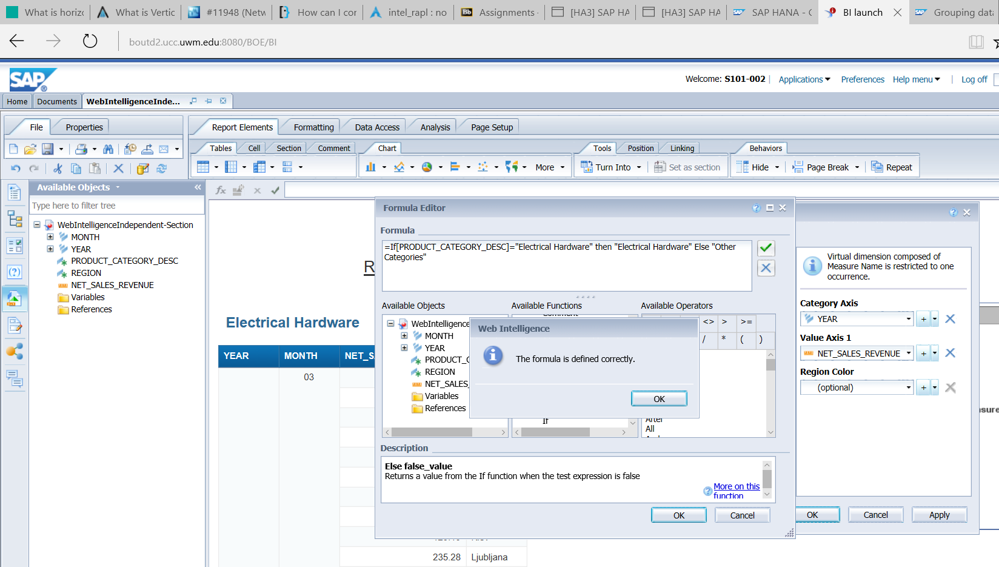 What is horizo
What is Vertic
#11948 (Netw
How can I cor
intel_rapl : no
Assignments -
[HA3] SAP HA
[HA3] SAP HA
SAP HANA -
BI launch
Grouping data
boutd2.ucc.uwm.edu:8080/BOE/BI
SAP
Welcome: S101-002 | Applications Preferences Help menu | Log off
Home Documents WebIntelligenceInde...
File Properties
Report Elements Formatting Data Access Analysis Page Setup
Tables Cell Section Comment Chart Tools Position Linking Behaviors
More Turn Into Set as section Hide Page Break Repeat
Available Objects
Type here to filter tree
WebIntelligenceIndependent-Section
MONTH
YEAR
PRODUCT_CATEGORY_DESC
REGION
NET_SALES_REVENUE
Variables
References
fx
R
Electrical Hardware
YEAR MONTH NET_S
03
235.28 Ljubljana
Formula Editor
Formula
=If[PRODUCT_CATEGORY_DESC]="Electrical Hardware" then "Electrical Hardware" Else "Other
Categories"
Available Objects Available Functions Available Operators
WebIntelligence
MONTH
YEAR
PRODUCT_C
REGION
NET_SALES_
Variables
References
Comment
If
<> > >=
/ * ( )
After
All
Web Intelligence
The formula is defined correctly.
OK
Description
Else false_value
Returns a value from the If function when the test expression is false
More on this
function
OK Cancel
Virtual dimension composed of
Measure Name is restricted to one
occurrence.
Category Axis
YEAR
Value Axis 1
NET_SALES_REVENUE
Region Color
(optional)
OK Cancel Apply
asure